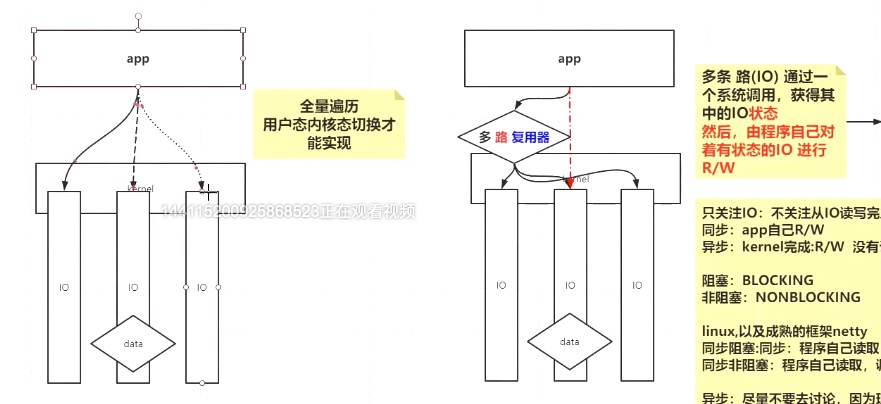 app
全量遍历
用户态内核态切换才
能实现
kernel
144115200925868523正在观看视频
IO
IO
IO
data
app
多 路 复用器
IO
IO
IO
data
多条 路(IO) 通过一
个系统调用，获得其
中的IO状态
然后，由程序自己对
着有状态的IO 进行
R/W
只关注IO：不关注从IO读写完
同步：app自己R/W
异步：kernel完成:R/W 没有
阻塞：BLOCKING
非阻塞：NONBLOCKING
linux,以及成熟的框架netty
同步阻塞:同步：程序自己读取
同步非阻塞：程序自己读取，
异步：尽量不要去讨论，因为